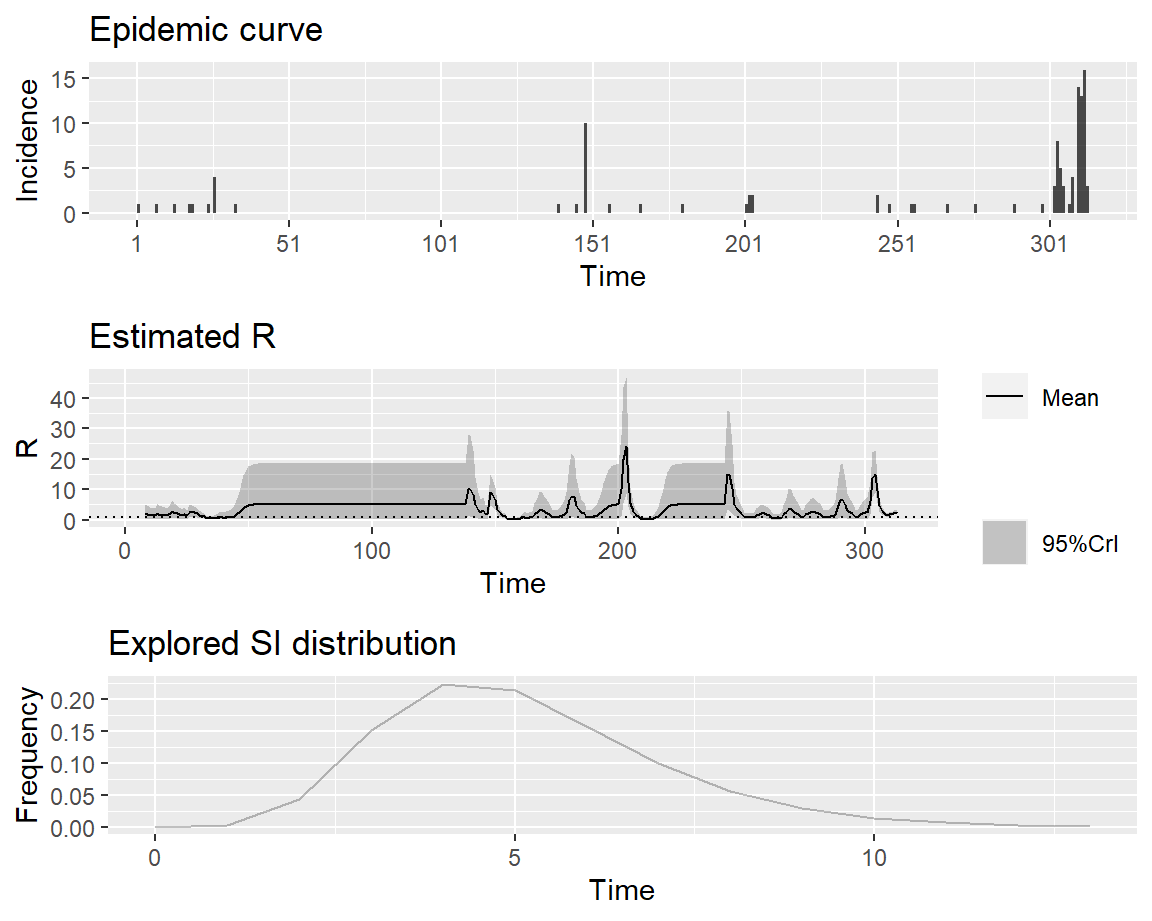 Epidemic curve
Incidence
15
10
5
0
1 51 101 151 201 251 301
Time
Estimated R
R
40
30
20
10
0
0 100 200 300
Time
Mean
95%CrI
Explored SI distribution
Frequency
0.20
0.15
0.10
0.05
0.00
0 5 10
Time